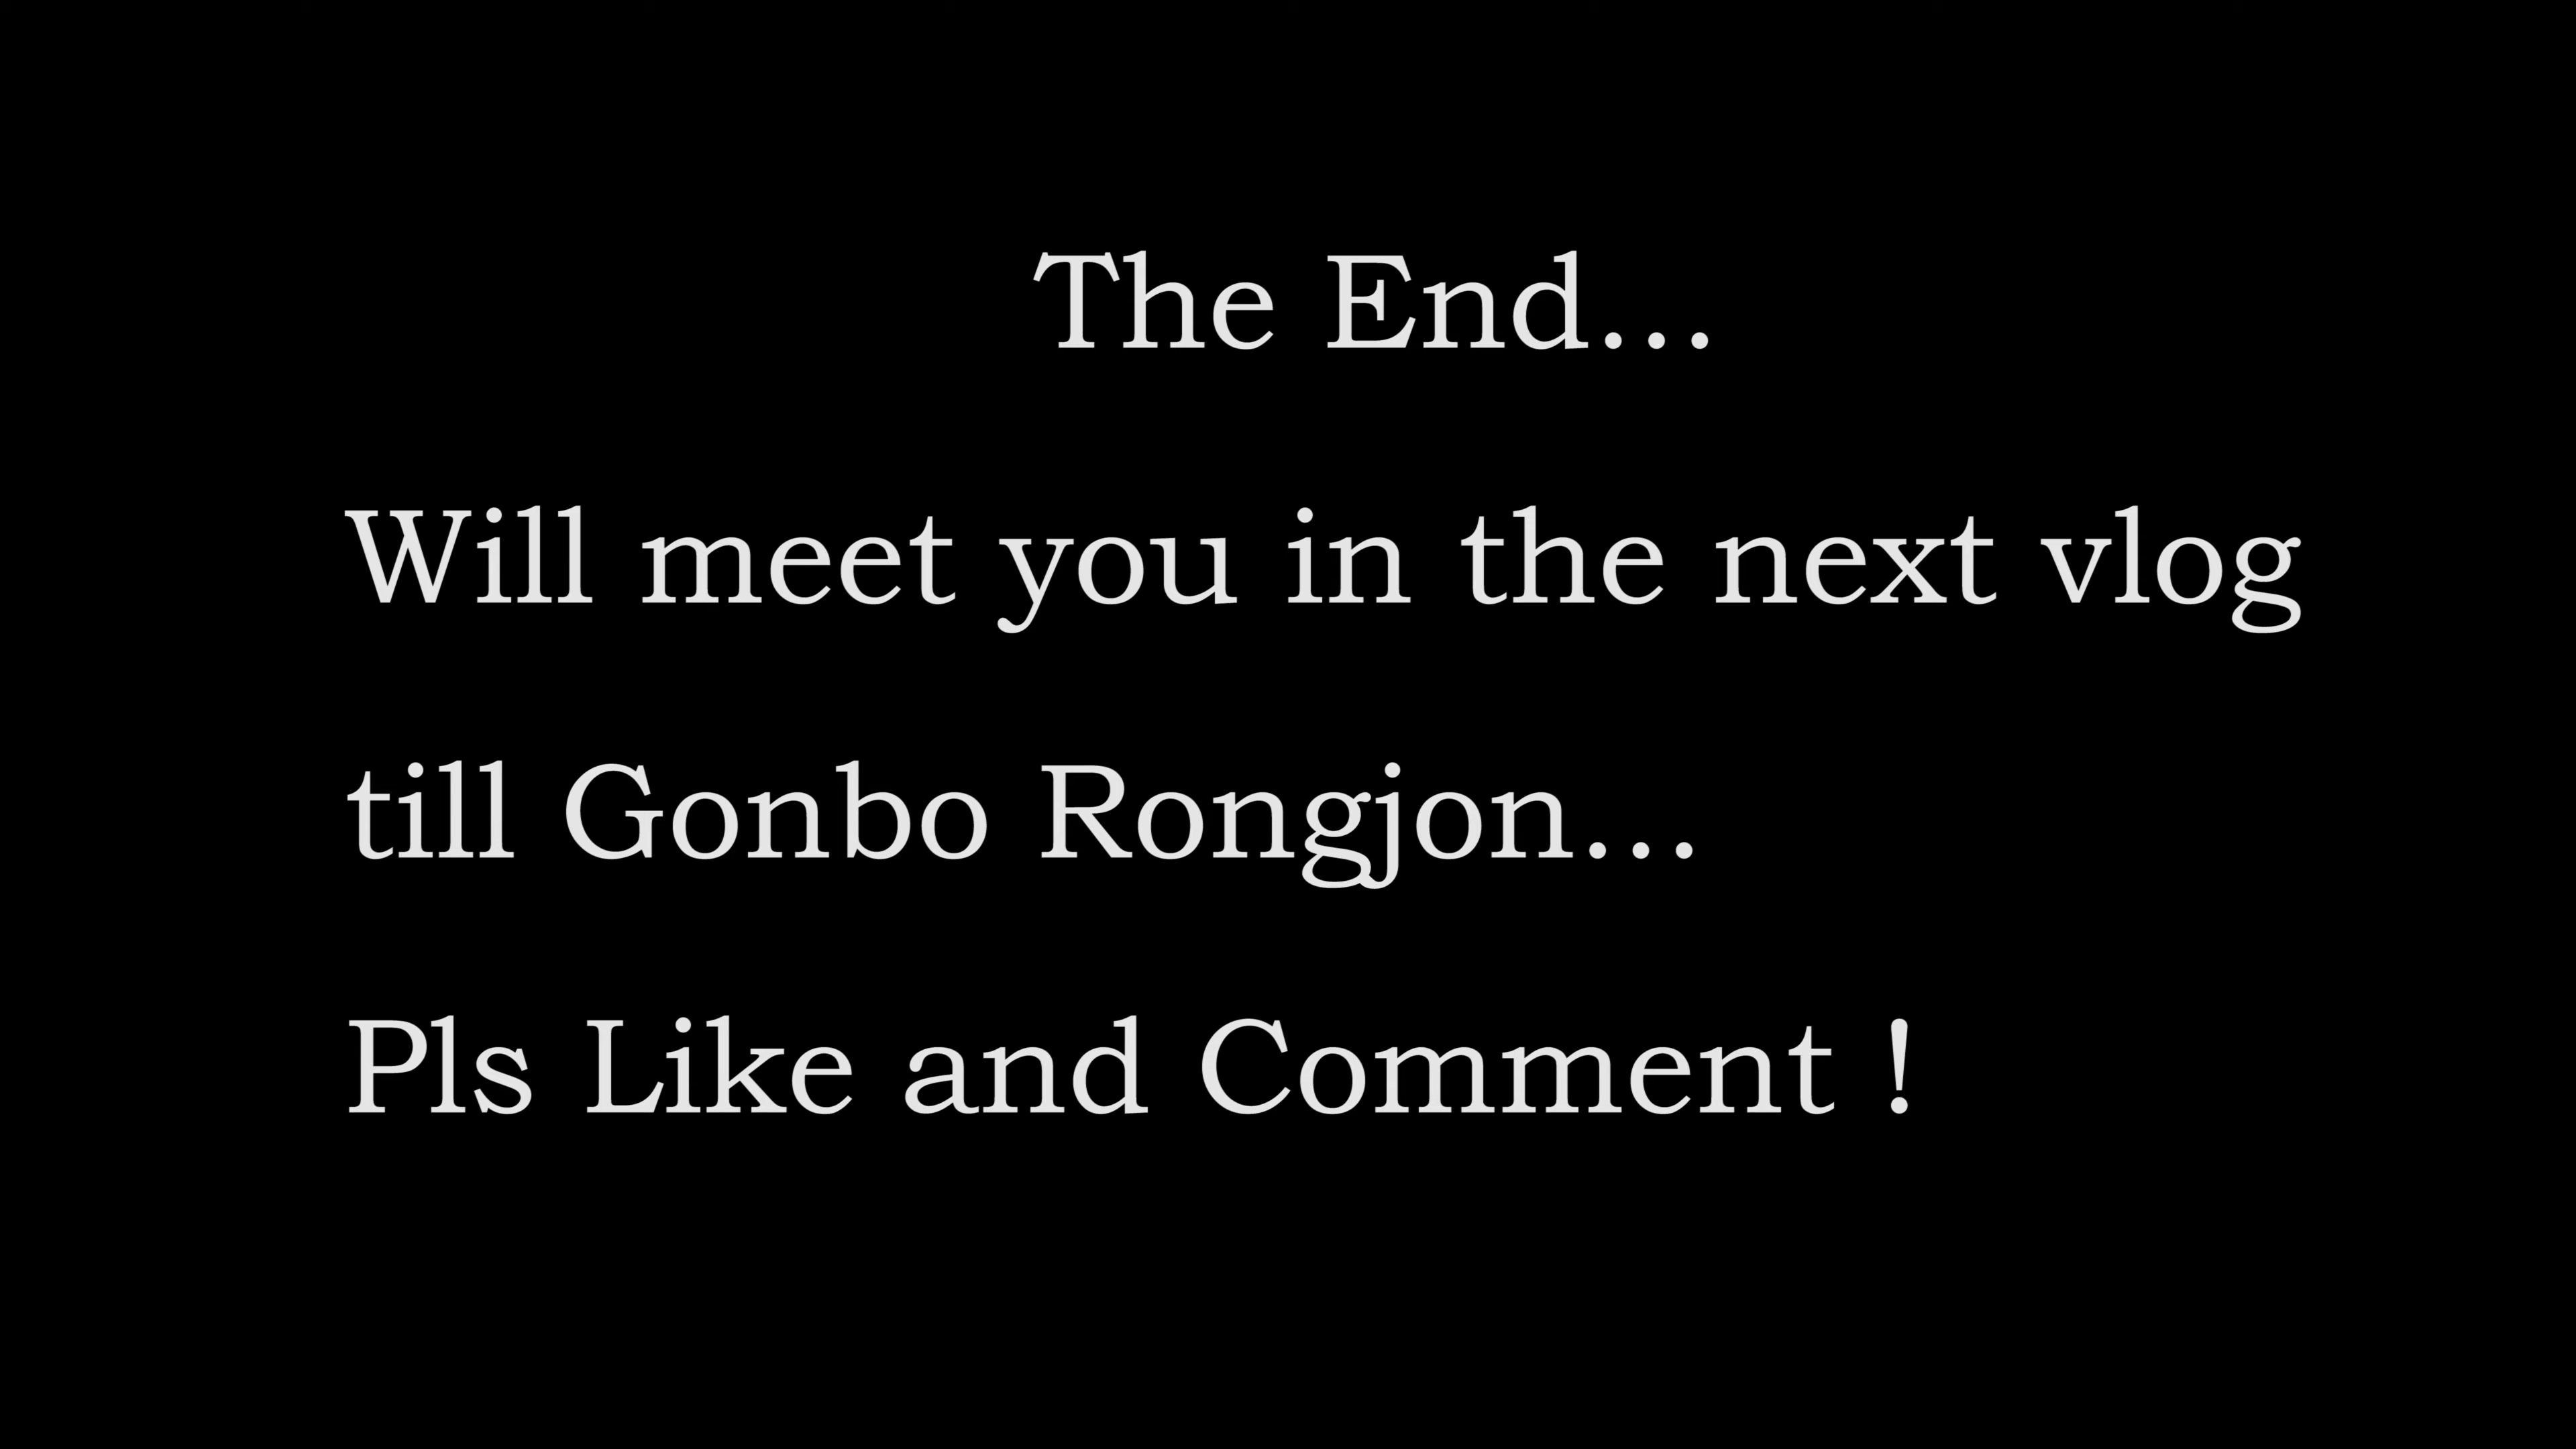 The End...
Will meet you in the next vlog
till Gonbo Rongjon...
Pls Like and Comment !